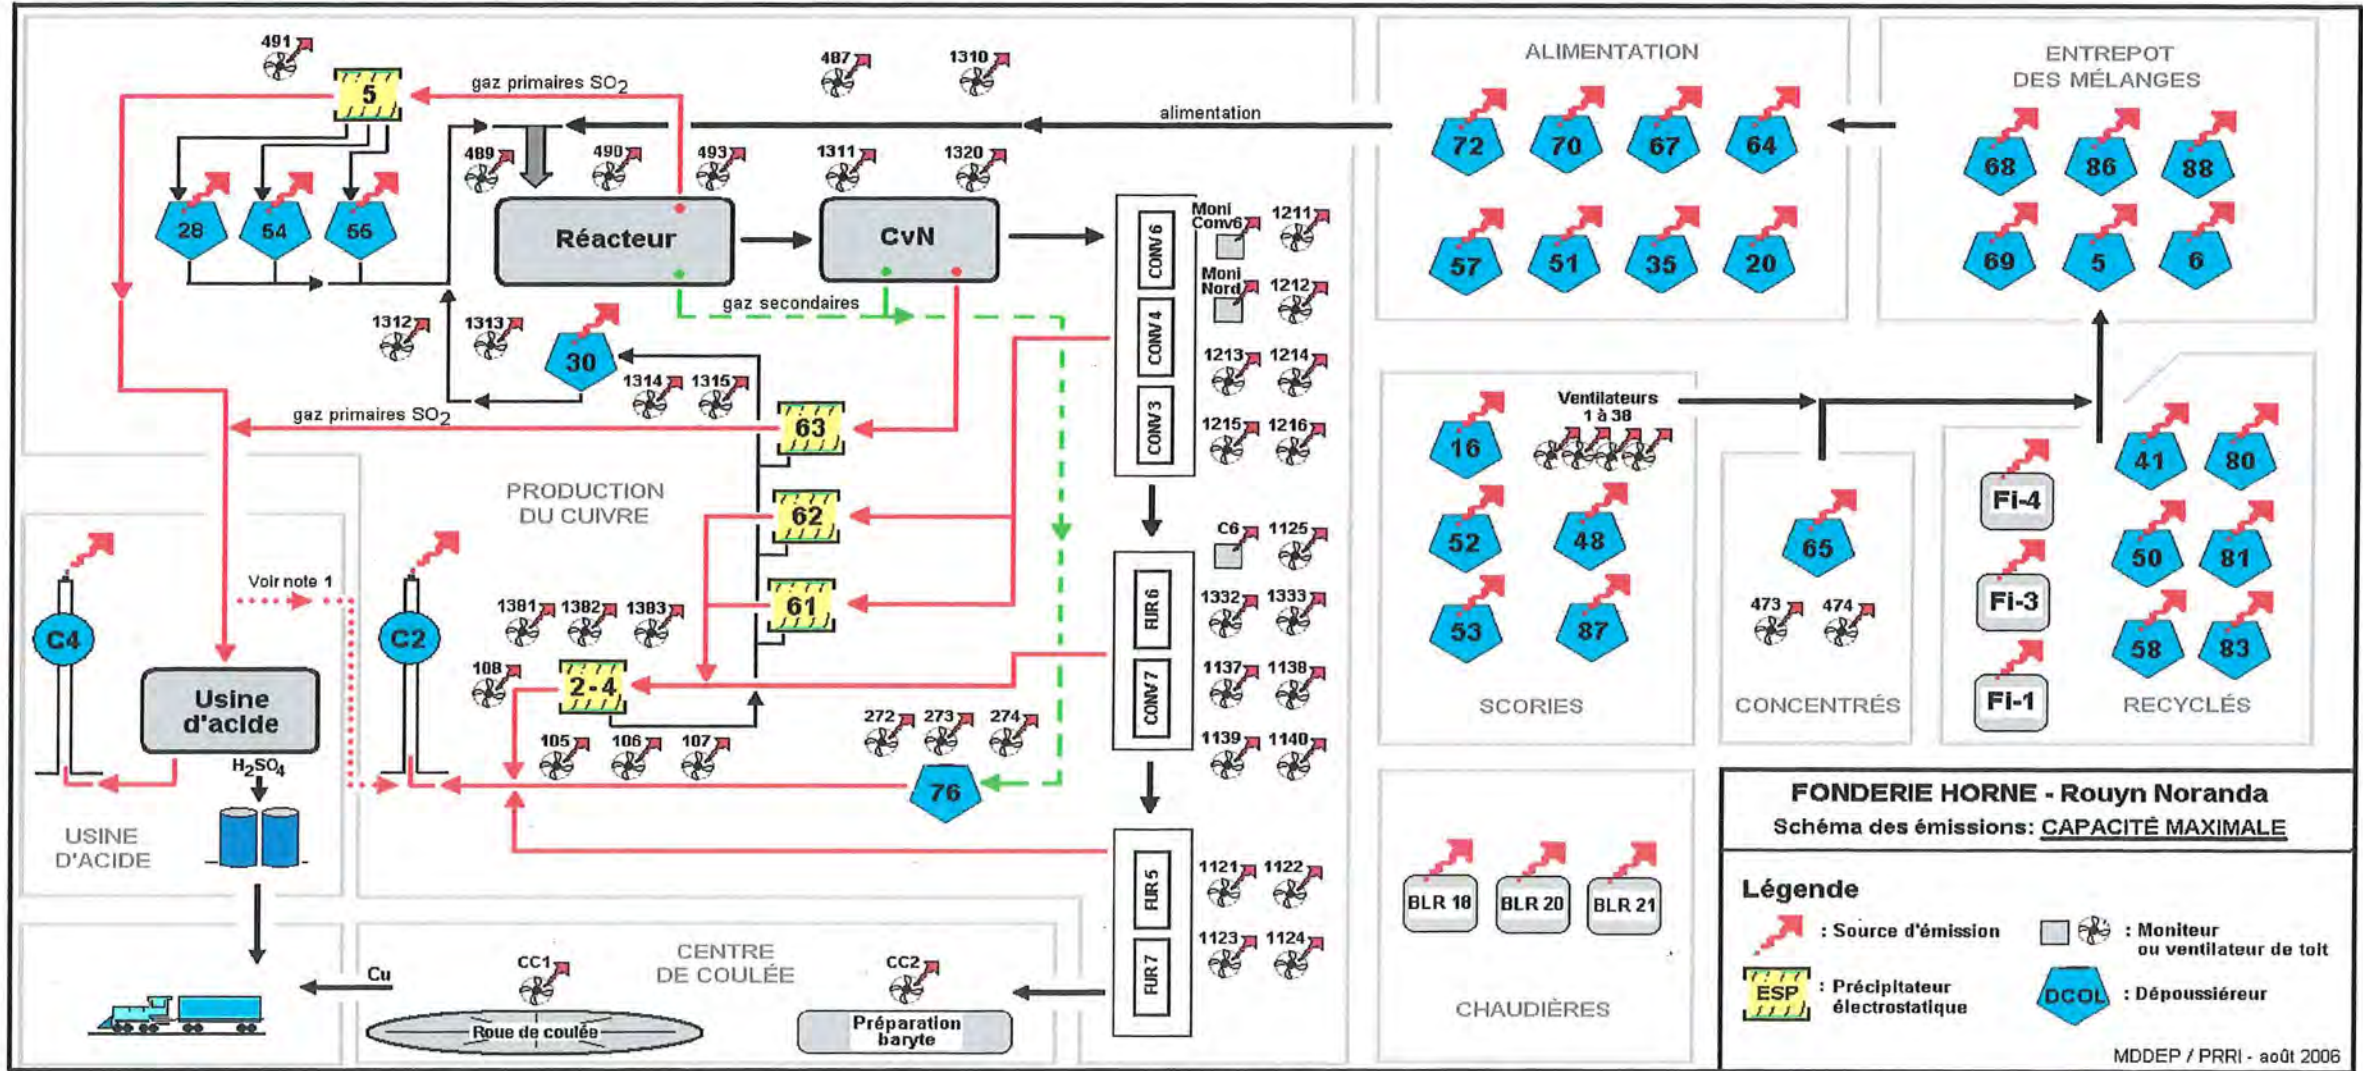 491
5
gaz primaires SO2
487
1310
alimentation
489
490
493
1311
1320
28
54
55
Réacteur
CvN
gaz secondaires
1312
1313
30
1314
1315
gaz primaires SO2
63
62
61
2-4
PRODUCTION
DU CUIVRE
1381
1382
1383
108
105
106
107
272
273
274
76
CONV 6
CONV 4
CONV 3
Moni
Conv6
1211
Moni
Nord
1212
1213
1214
1215
1216
FUR 6
CONV 7
C6
1125
1332
1333
1137
1138
1139
1140
FUR 5
FUR 7
1121
1122
1123
1124
Voir note 1
C4
C2
Usine
d'acide
H2SO4
USINE
D'ACIDE
Cu
CENTRE
DE COULÉE
CC1
CC2
Roue de coulée
Préparation
baryte
ALIMENTATION
72
70
67
64
57
51
35
20
ENTREPOT
DES MÉLANGES
68
86
88
69
5
6
Ventilateurs
1 à 38
16
52
48
53
87
SCORIES
65
473
474
CONCENTRÉS
Fi-4
Fi-3
Fi-1
41
80
50
81
58
83
RECYCLÉS
BLR 18
BLR 20
BLR 21
CHAUDIÈRES
FONDERIE HORNE - Rouyn Noranda
Schéma des émissions: CAPACITÉ MAXIMALE
Légende
: Source d'émission
: Moniteur
ou ventilateur de toit
ESP
: Précipitateur
électrostatique
DCOL
: Dépoussiéreur
MDDEP / PRRI - août 2006